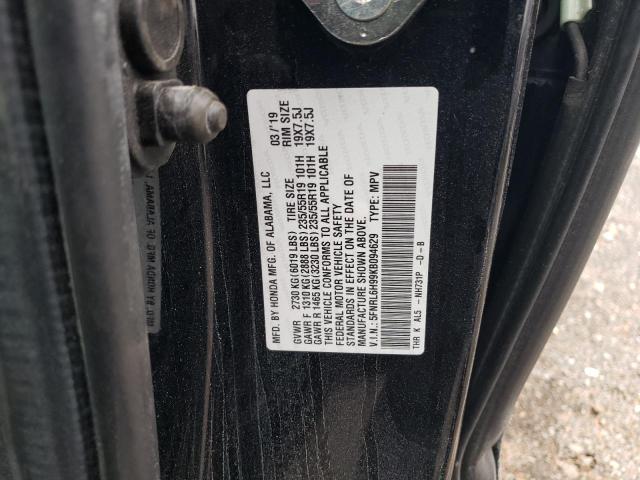 MFD. BY HONDA MFG. OF ALABAMA, LLC 03/'19
TIRE SIZE RIM SIZE
GVWR 2730 KG(6019 LBS)
GAWR F 1310 KG(2888 LBS)235/55R19 101H 19X7.5J
GAWR R 1465 KG(3230 LBS)235/55R19 101H 19X7.5J
THIS VEHICLE CONFORMS TO ALL APPLICABLE
FEDERAL MOTOR VEHICLE SAFETY
STANDARDS IN EFFECT ON THE DATE OF
MANUFACTURE SHOWN ABOVE.
V.I.N.: 5FNRL6H99KB094629 TYPE: MPV
THR K AL5 - NH731P -D-B